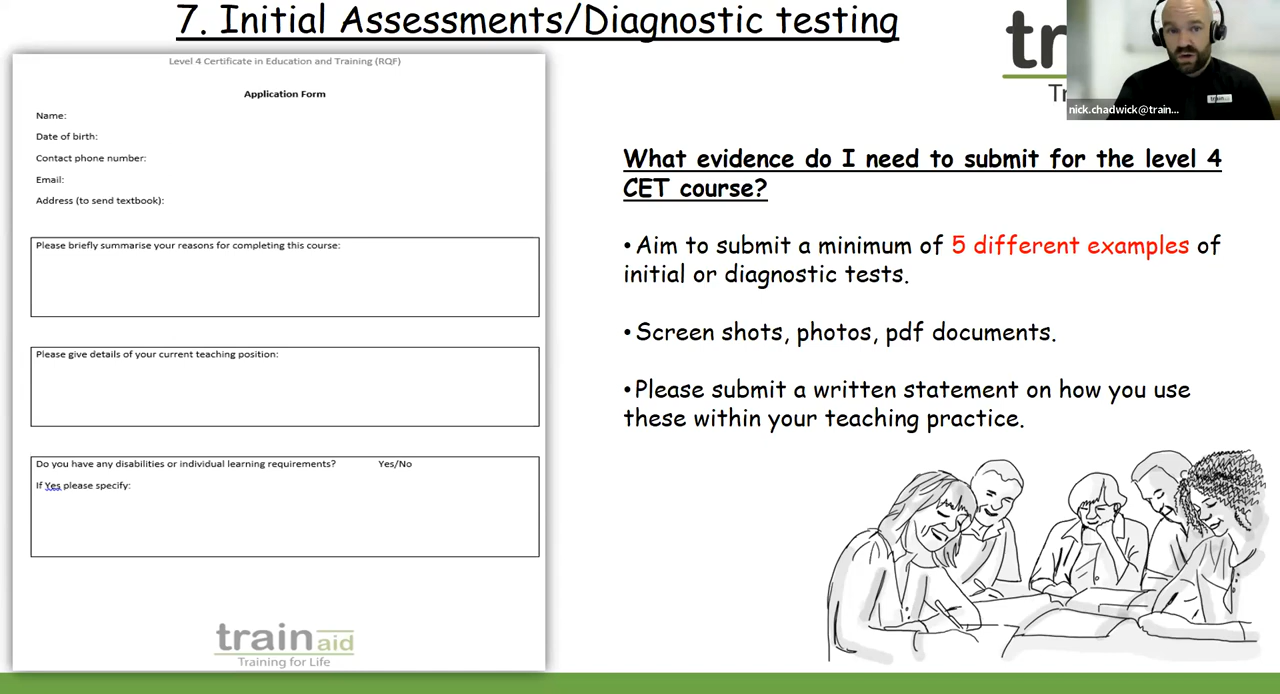 7. Initial Assessments/Diagnostic testing
tr
Tr
nick.chadwick@train...
train
Level 4 Certificate in Education and Training (RQF)
Application Form
Name:
Date of birth:
Contact phone number:
Email:
Address (to send textbook):
Please briefly summarise your reasons for completing this course:
Please give details of your current teaching position:
Do you have any disabilities or individual learning requirements? Yes/No
If Yes please specify:
train aid
Training for Life
What evidence do I need to submit for the level 4
CET course?
• Aim to submit a minimum of 5 different examples of
initial or diagnostic tests.
• Screen shots, photos, pdf documents.
• Please submit a written statement on how you use
these within your teaching practice.